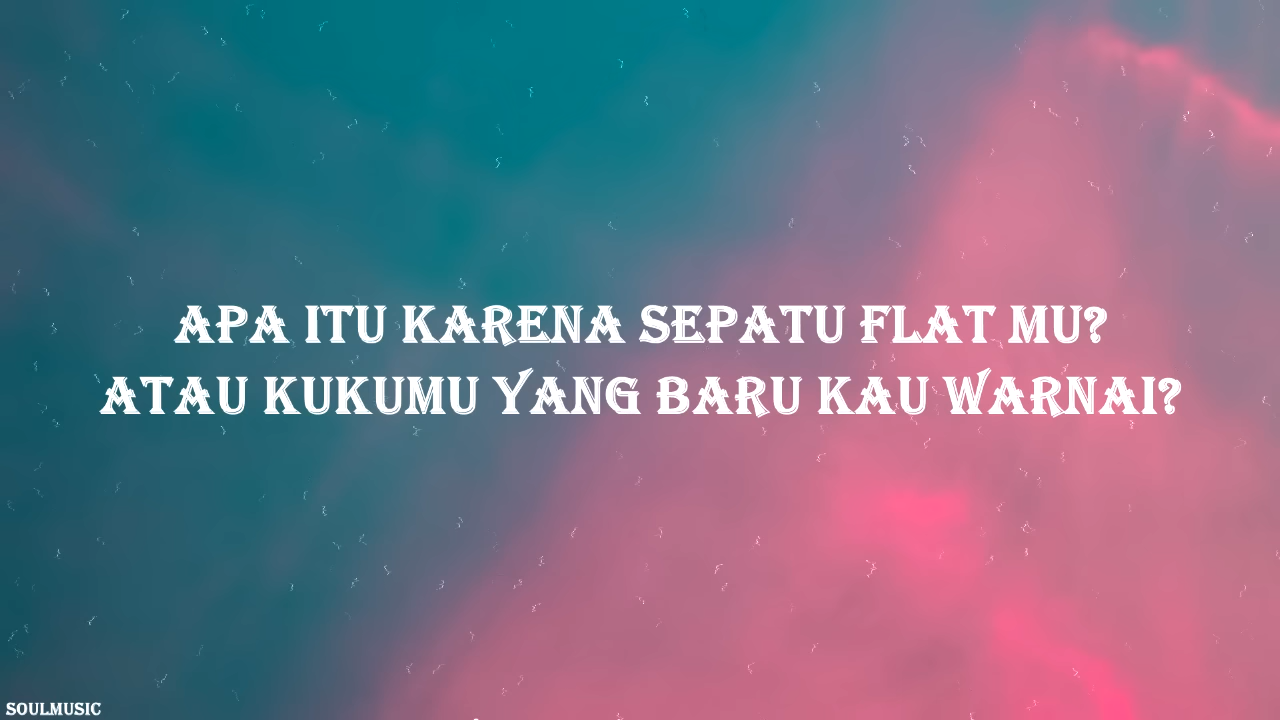 APA ITU KARENA SEPATU FLAT MU?
ATAU KUKUMU YANG BARU KAU WARNAI?
SOULMUSIC